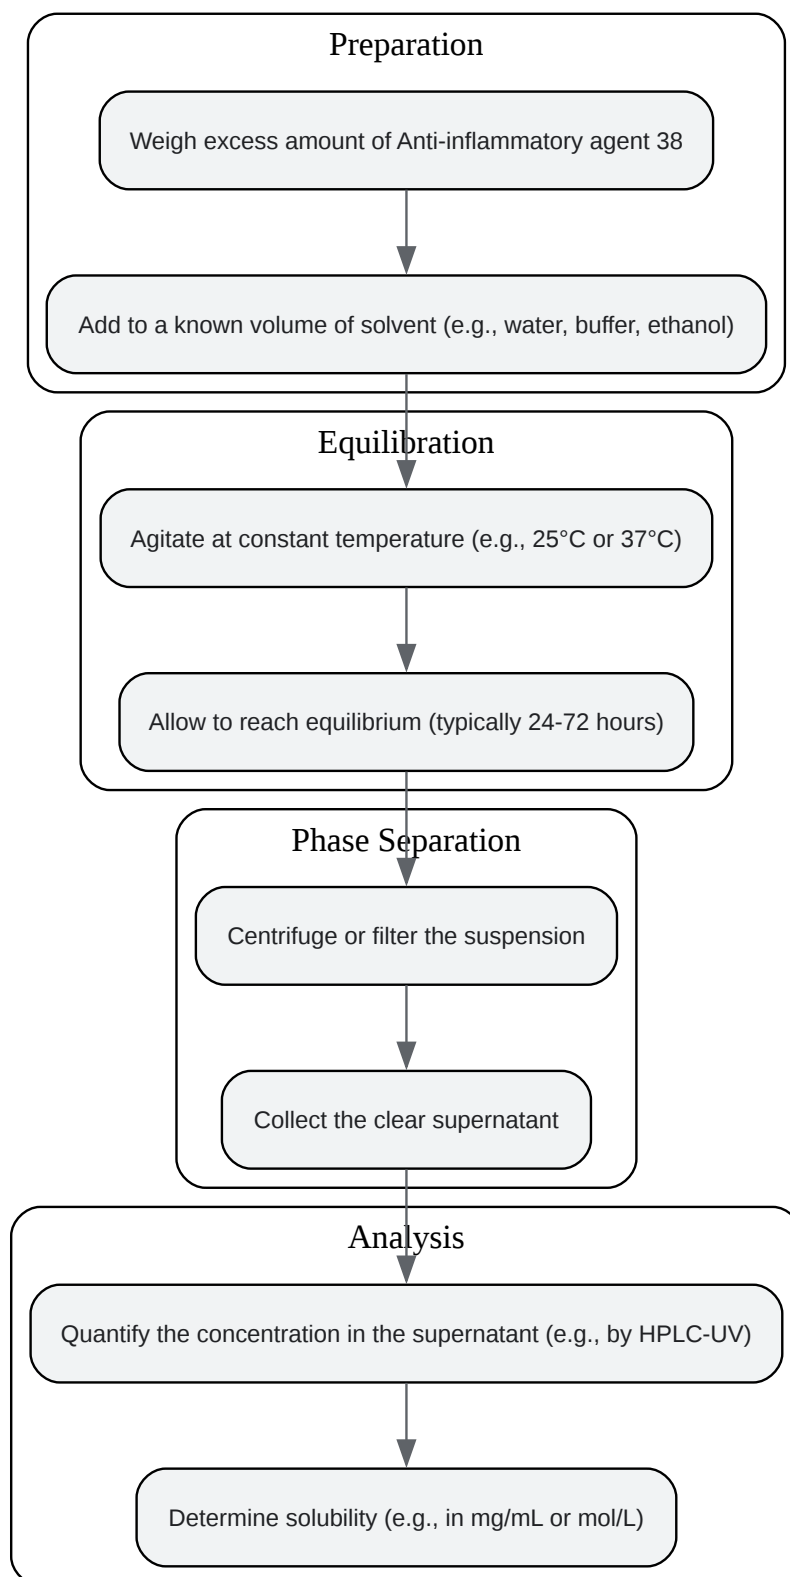 Preparation
Weigh excess amount of Anti-inflammatory agent 38
Add to a known volume of solvent (e.g., water, buffer, ethanol)
Equilibration
Agitate at constant temperature (e.g., 25°C or 37°C)
Allow to reach equilibrium (typically 24-72 hours)
Phase Separation
Centrifuge or filter the suspension
Collect the clear supernatant
Analysis
Quantify the concentration in the supernatant (e.g., by HPLC-UV)
Determine solubility (e.g., in mg/mL or mol/L)